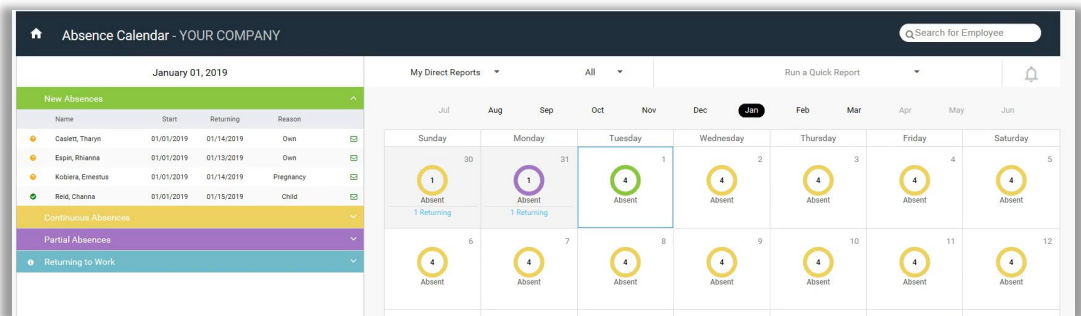 Absence Calendar - YOUR COMPANY
Search for Employee
January 01, 2019
My Direct Reports
All
Run a Quick Report
New Absences
Name Start Returning Reason
Caslett, Tharyn 01/01/2019 01/14/2019 Own
Espin, Rhianna 01/01/2019 01/13/2019 Own
Kobiera, Ernestus 01/01/2019 01/14/2019 Pregnancy
Reid, Channa 01/01/2019 01/15/2019 Child
Continuous Absences
Partial Absences
Returning to Work
Jul Aug Sep Oct Nov Dec Jan Feb Mar Apr May Jun
Sunday Monday Tuesday Wednesday Thursday Friday Saturday
30 31 1 2 3 4 5
1 1 4 4 4 4 4
Absent Absent Absent Absent Absent Absent Absent
1 Returning 1 Returning
6 7 8 9 10 11 12
4 4 4 4 4 4 4
Absent Absent Absent Absent Absent Absent Absent